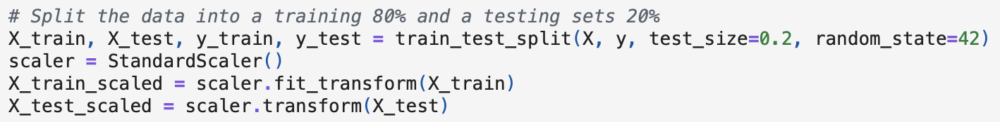 # Split the data into a training 80% and a testing sets 20%
X_train, X_test, y_train, y_test = train_test_split(X, y, test_size=0.2, random_state=42)
scaler = StandardScaler()
X_train_scaled = scaler.fit_transform(X_train)
X_test_scaled = scaler.transform(X_test)